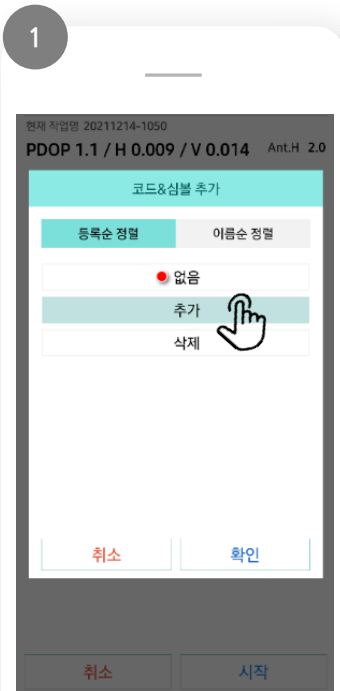 1
현재 작업명 20211214-1050
PDOP 1.1 / H 0.009 / V 0.014 Ant.H 2.0
코드&심볼 추가
등록순 정렬 이름순 정렬
없음
추가
삭제
취소 확인
취소 시작